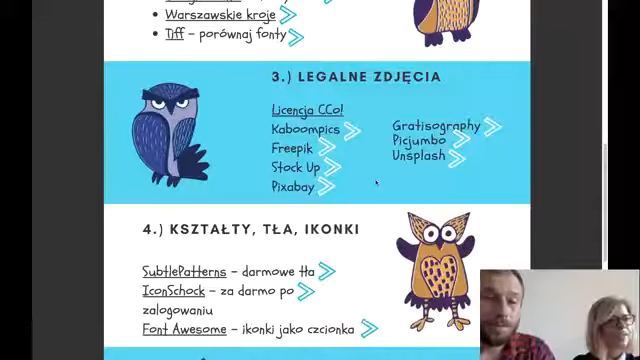 Warszawskie kroje
Tiff – porównaj fonty
3.) LEGALNE ZDJĘCIA
Licencja CC0!
Kaboompics
Freepik
Stock Up
Pixabay
Gratisography
Picjumbo
Unsplash
4.) KSZTAŁTY, TŁA, IKONKI
SubtlePatterns – darmowe tła
IconSchock – za darmo po
zalogowaniu
Font Awesome – ikonki jako czcionka